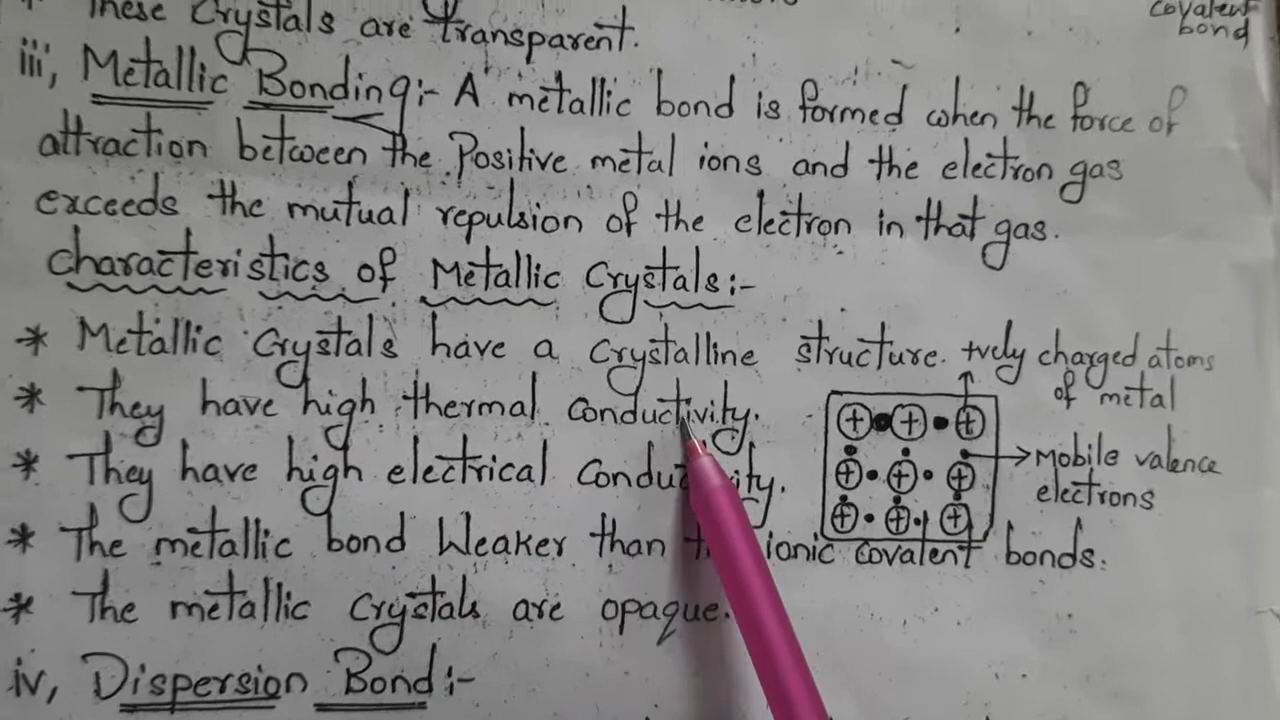 These Crystals are transparent.
covalent
bond
iii, Metallic Bonding:- A metallic bond is formed when the force of
attraction between the Positive metal ions and the electron gas
exceeds the mutual repulsion of the electron in that gas.
Characteristics of Metallic Crystals:-
* Metallic Crystals have a Crystalline structure.
+vely charged atoms
of metal
* They have high thermal Conductivity.
Mobile valence
electrons
* They have high electrical Conductivity.
* The metallic bond Weaker than ionic covalent bonds.
* The metallic Crystals are opaque.
iv, Dispersion Bond:-